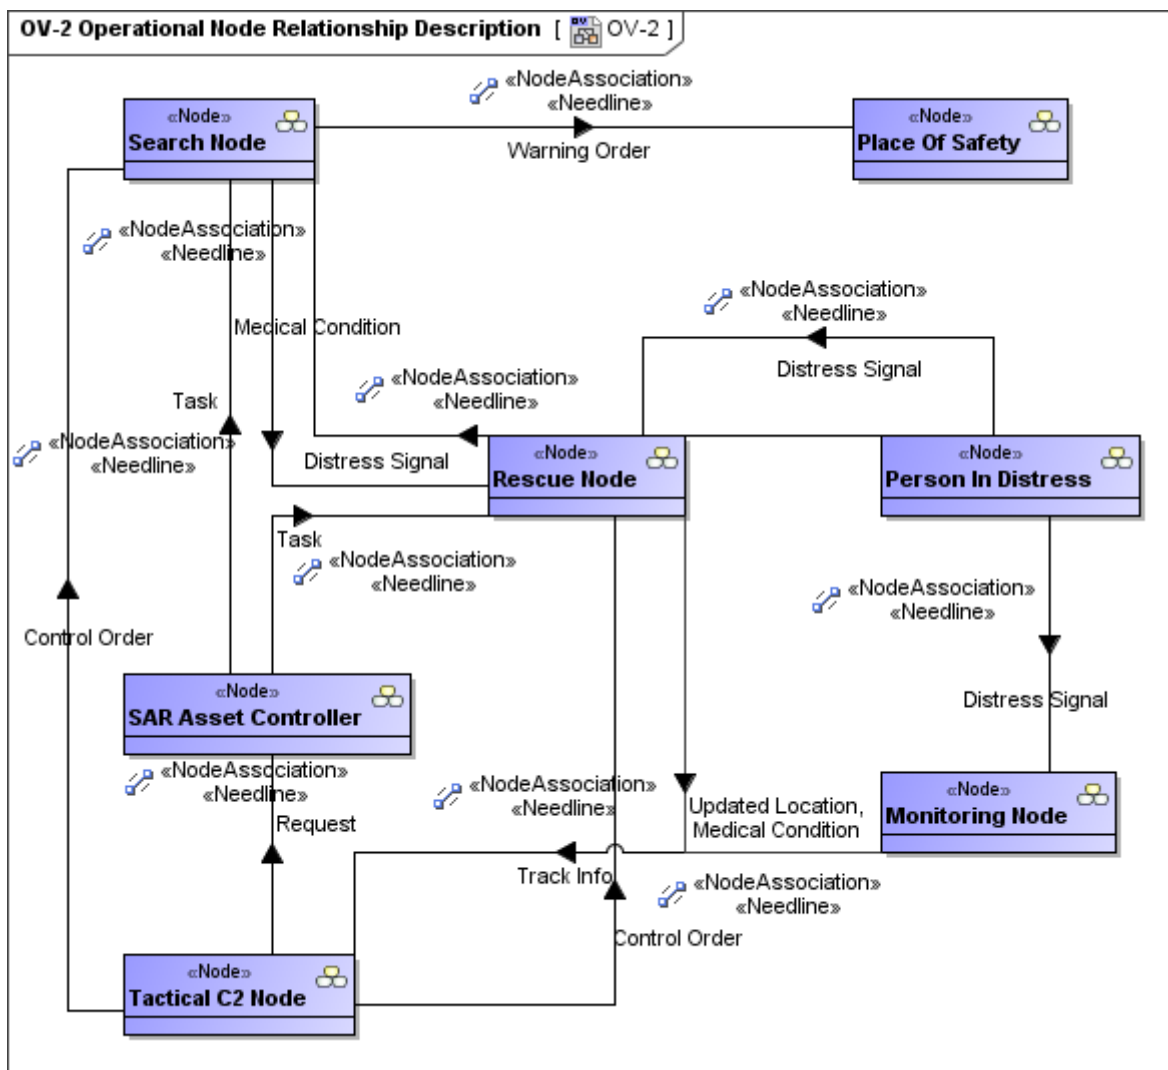 OV-2 Operational Node Relationship Description [ OV-2 ]
«NodeAssociation»
«Needline»
Warning Order
«Node»
Search Node
«Node»
Place Of Safety
«NodeAssociation»
«Needline»
Medical Condition
«NodeAssociation»
«Needline»
Distress Signal
«NodeAssociation»
«Needline»
Distress Signal
Task
«NodeAssociation»
«Needline»
«Node»
Rescue Node
«Node»
Person In Distress
Task
«NodeAssociation»
«Needline»
«NodeAssociation»
«Needline»
Distress Signal
Control Order
«Node»
SAR Asset Controller
«NodeAssociation»
«Needline»
Request
«NodeAssociation»
«Needline»
Track Info
Updated Location,
Medical Condition
«Node»
Monitoring Node
«NodeAssociation»
«Needline»
Control Order
«Node»
Tactical C2 Node